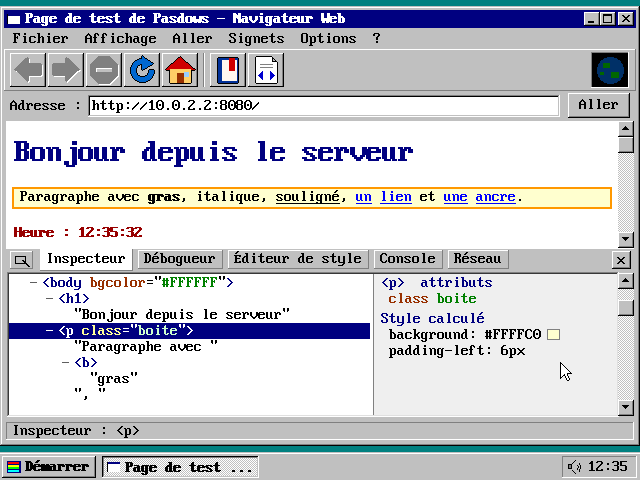 Page de test de Pasdows - Navigateur Web
Fichier Affichage Aller Signets Options ?
Adresse : http://10.0.2.2:8080/ Aller
Bonjour depuis le serveur
Paragraphe avec gras, italique, souligné, un lien et une ancre.
Heure : 12:35:32
Inspecteur Débogueur Éditeur de style Console Réseau
<body bgcolor="#FFFFFF">
<h1>
"Bonjour depuis le serveur"
<p class="boite">
"Paragraphe avec "
<b>
"gras"
", "
<p> attributs
class boite
Style calculé
background: #FFFFC0
padding-left: 6px
Inspecteur : <p>
Démarrer Page de test ... 12:35